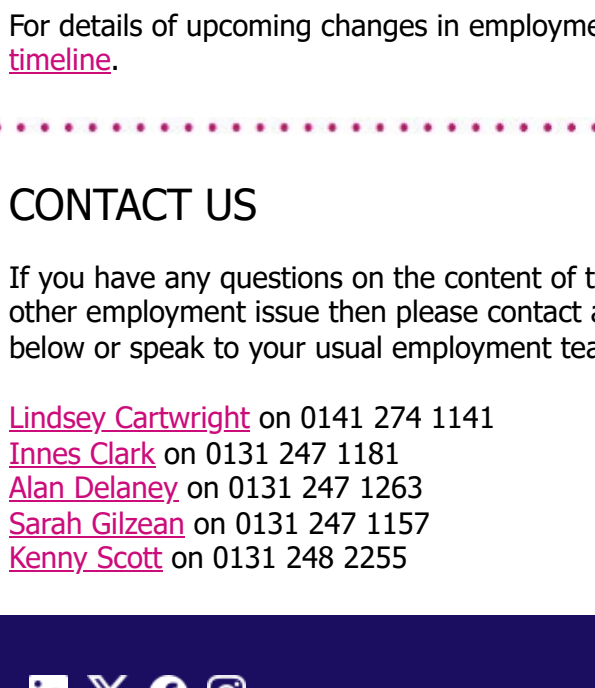 For details of upcoming changes in employme
timeline.
CONTACT US
If you have any questions on the content of t
other employment issue then please contact a
below or speak to your usual employment tea
Lindsey Cartwright on 0141 274 1141
Innes Clark on 0131 247 1181
Alan Delaney on 0131 247 1263
Sarah Gilzean on 0131 247 1157
Kenny Scott on 0131 248 2255